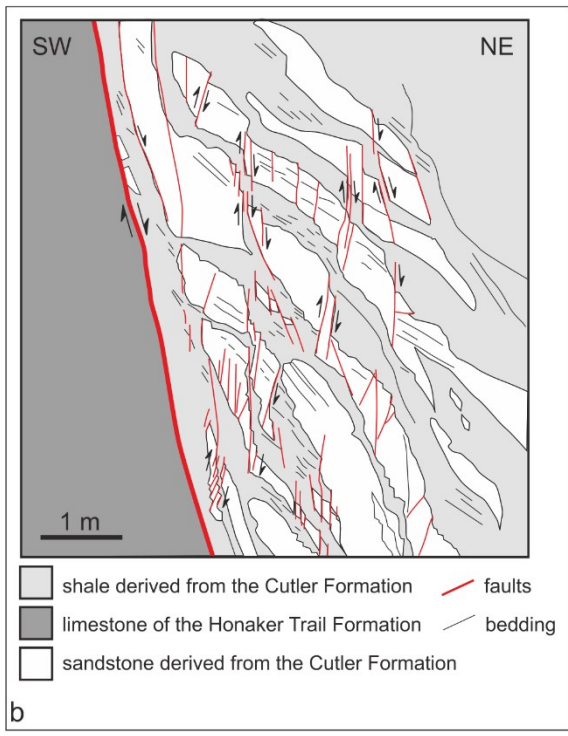 SW
NE
1 m
shale derived from the Cutler Formation
faults
limestone of the Honaker Trail Formation
bedding
sandstone derived from the Cutler Formation
b